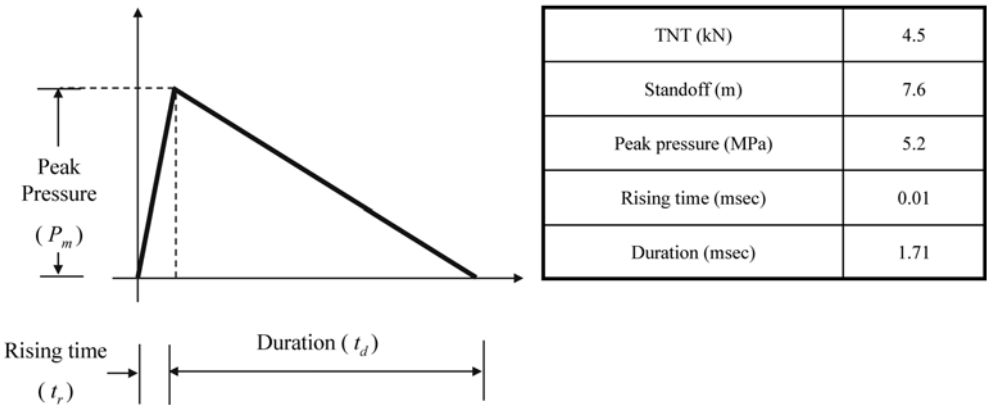 Peak
Pressure
( P_m )
Rising time
( t_r )
Duration ( t_d )
TNT (kN) 4.5
Standoff (m) 7.6
Peak pressure (MPa) 5.2
Rising time (msec) 0.01
Duration (msec) 1.71